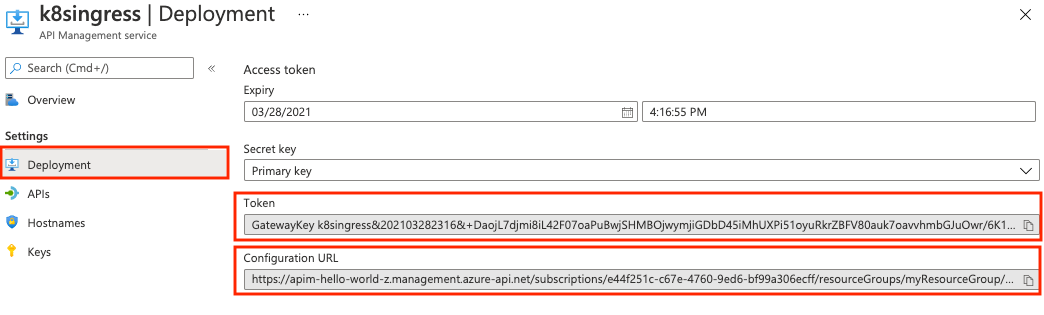 k8singress | Deployment ...
API Management service
Search (Cmd+/)
Overview
Settings
Deployment
APIs
Hostnames
Keys
Access token
Expiry
03/28/2021 4:16:55 PM
Secret key
Primary key
Token
GatewayKey k8singress&202103282316&+DaojL7djmi8iL42F07oaPuBwjSHMBOjwymjiGDbD45iMhUXPi51oyuRkrZBFV80auk7oavvhmbGJuOwr/6K1...
Configuration URL
https://apim-hello-world-z.management.azure-api.net/subscriptions/e44f251c-c67e-4760-9ed6-bf99a306ecff/resourceGroups/myResourceGroup/...